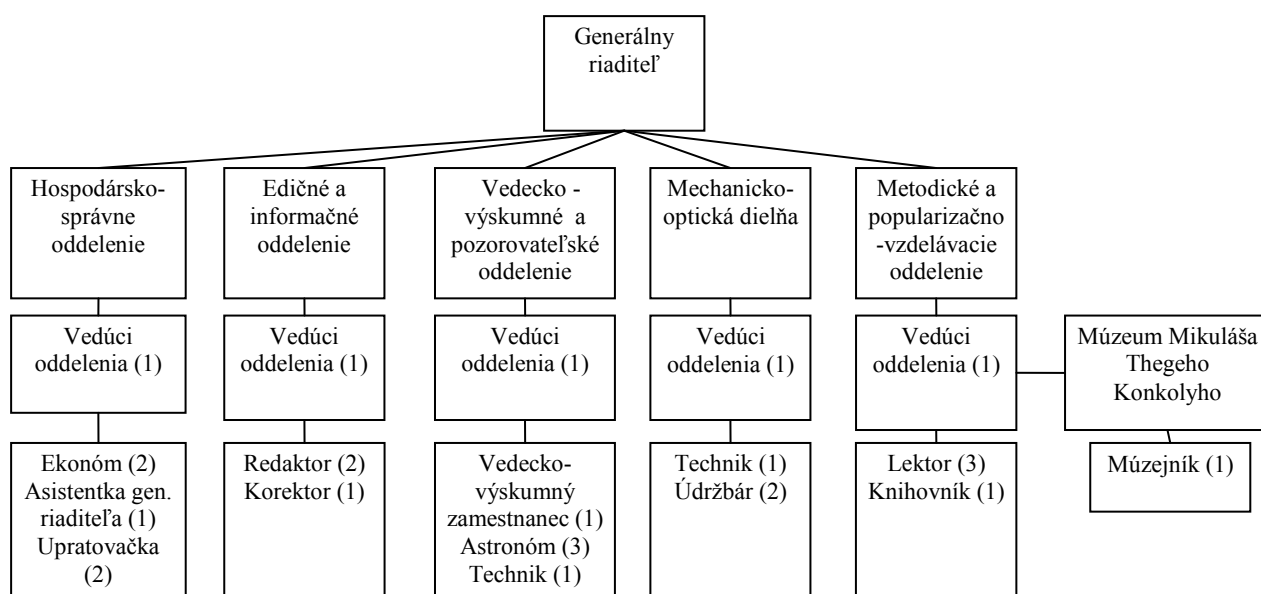 Generálny
riaditeľ
Hospodársko-
správne
oddelenie
Edičné a
informačné
oddelenie
Vedecko -
výskumné a
pozorovateľské
oddelenie
Mechanicko-
optická dielňa
Metodické a
popularizačno
-vzdelávacie
oddelenie
Vedúci
oddelenia (1)
Vedúci
oddelenia (1)
Vedúci
oddelenia (1)
Vedúci
oddelenia (1)
Vedúci
oddelenia (1)
Múzeum Mikuláša
Thegeho
Konkolyho
Ekonóm (2)
Asistentka gen.
riaditeľa (1)
Upratovačka
(2)
Redaktor (2)
Korektor (1)
Vedecko-
výskumný
zamestnanec (1)
Astronóm (3)
Technik (1)
Technik (1)
Údržbár (2)
Lektor (3)
Knihovník (1)
Múzejník (1)